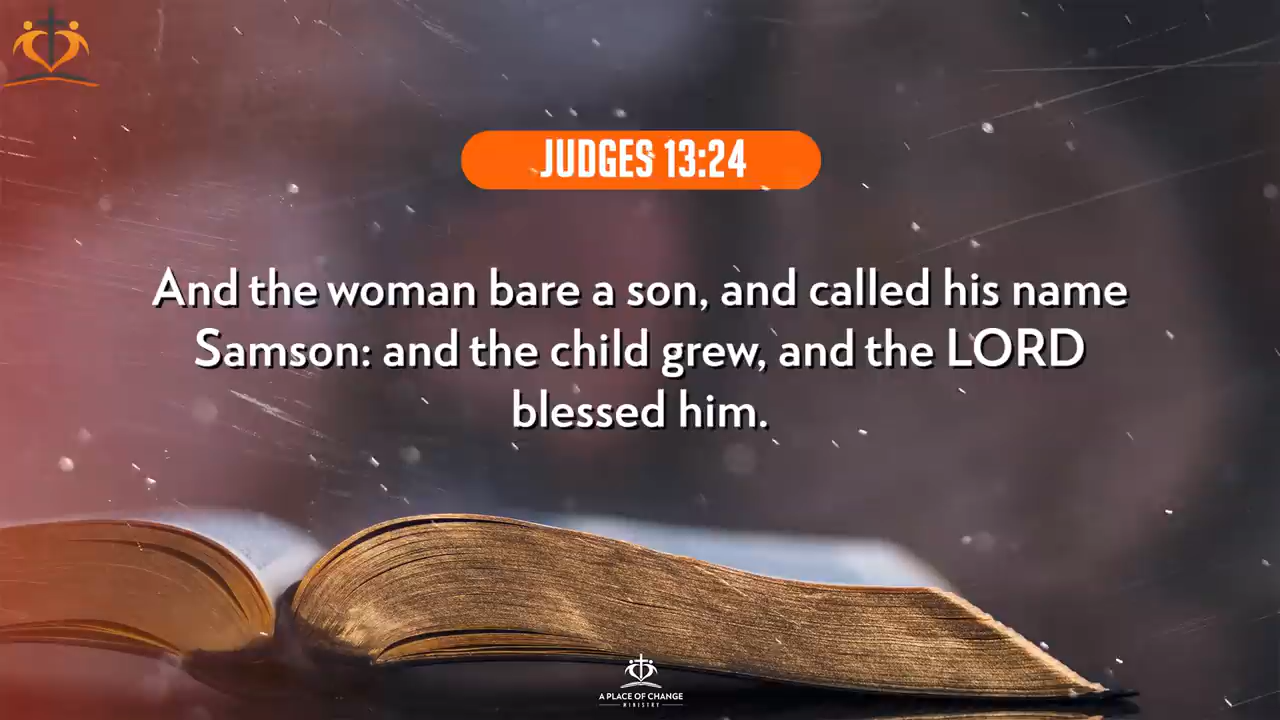 JUDGES 13:24
And the woman bare a son, and called his name
Samson: and the child grew, and the LORD
blessed him.
A PLACE OF CHANGE
MINISTRY